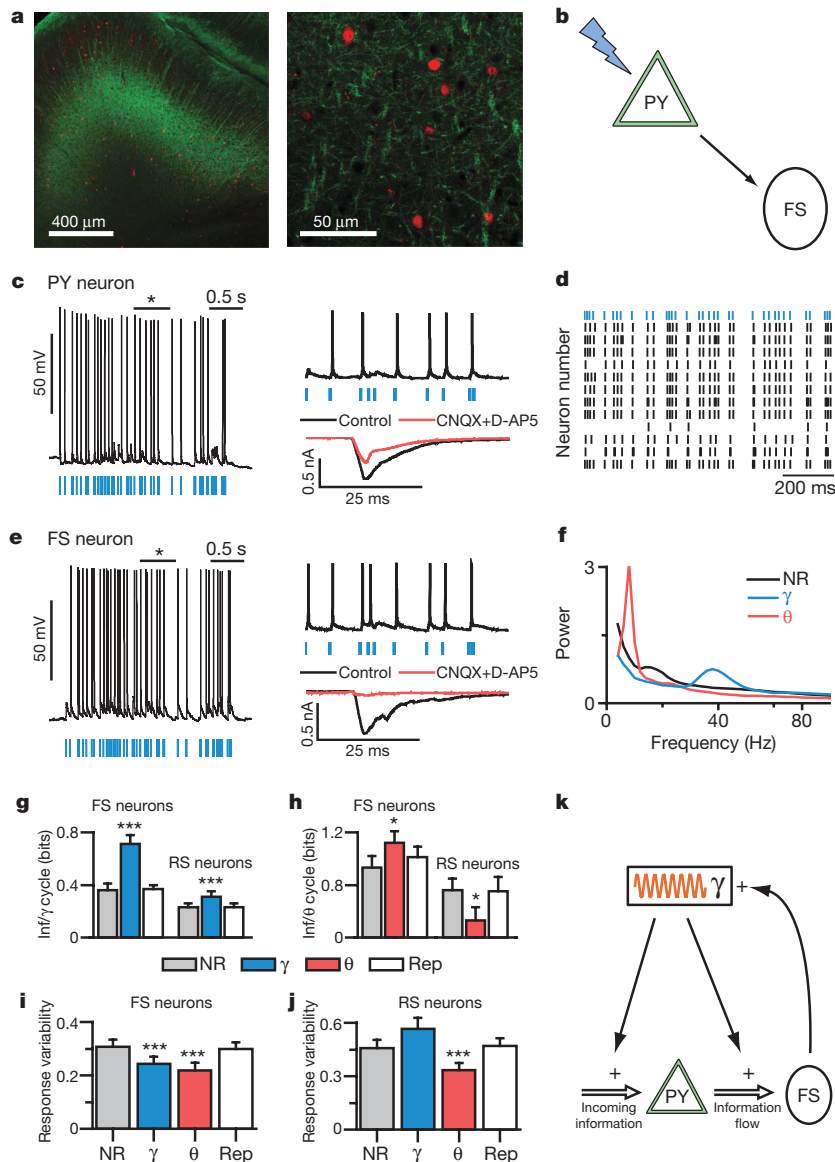 a
400 μm
50 μm
b
PY
FS
c PY neuron
* 0.5 s
50 mV
Control CNQX+D-AP5
0.5 nA
25 ms
d
Neuron number
200 ms
e FS neuron
* 0.5 s
50 mV
Control CNQX+D-AP5
0.5 nA
25 ms
f
3
NR
γ
θ
Power
0
0 40 80
Frequency (Hz)
g
FS neurons
0.8
***
RS neurons
***
0.4
0
Inf/γ cycle (bits)
h
FS neurons
1.2
*
RS neurons
0.6
*
0
Inf/θ cycle (bits)
NR γ θ Rep
i
FS neurons
0.4
*** ***
0.2
0
Response variability
NR γ θ Rep
j
RS neurons
0.6
***
0.3
0
Response variability
NR γ θ Rep
k
γ +
+ +
PY FS
Incoming
information
Information
flow